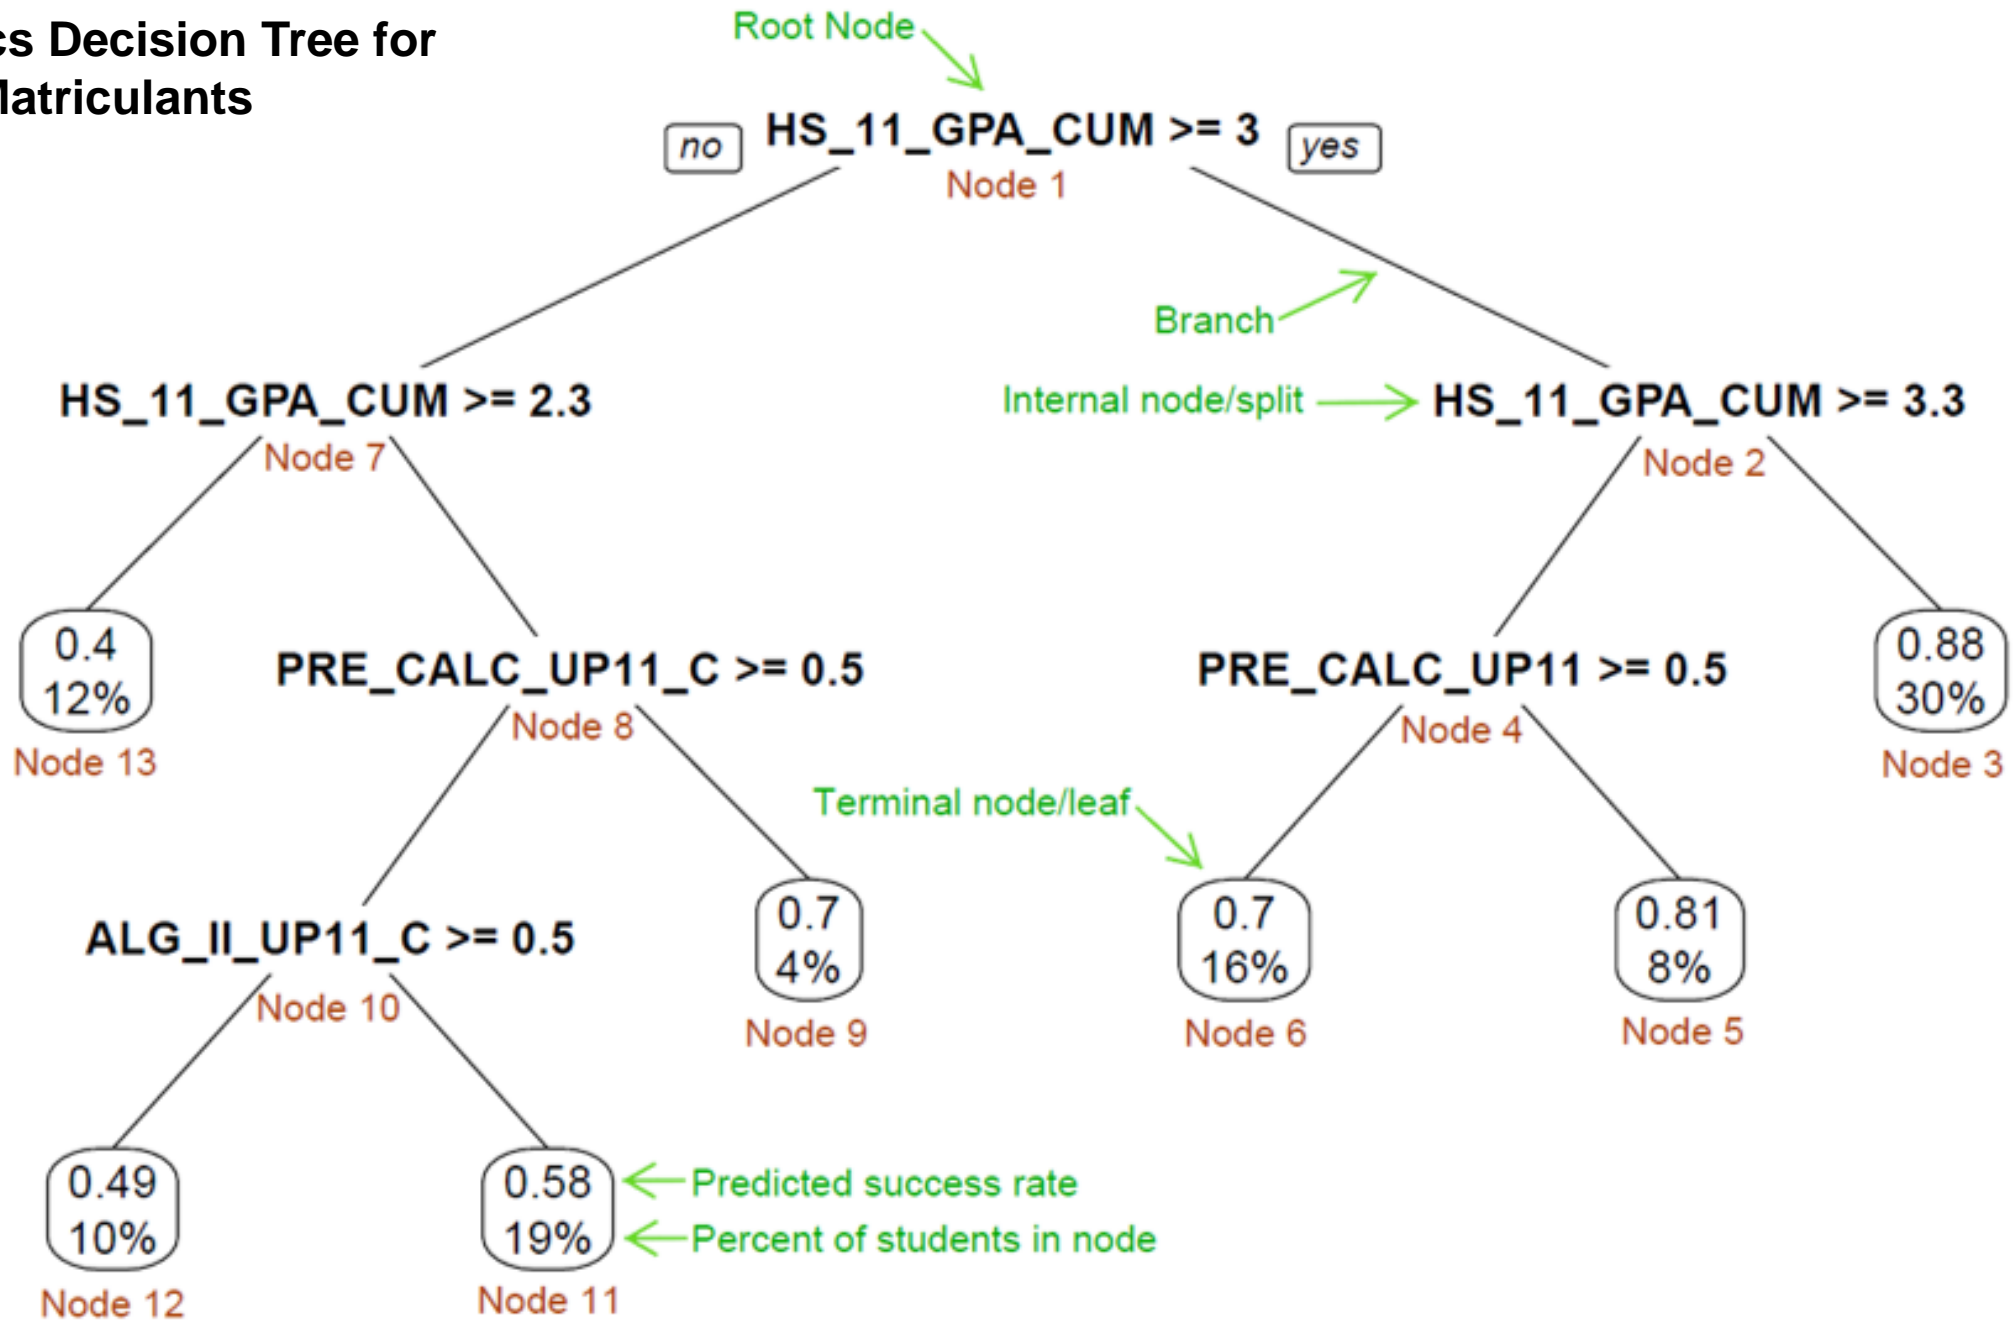 cs Decision Tree for
Matriculants
Root Node
no
HS_11_GPA_CUM >= 3
yes
Node 1
Branch
HS_11_GPA_CUM >= 2.3
Internal node/split
HS_11_GPA_CUM >= 3.3
Node 7
Node 2
0.4
12%
Node 13
PRE_CALC_UP11_C >= 0.5
Node 8
PRE_CALC_UP11 >= 0.5
Node 4
0.88
30%
Node 3
Terminal node/leaf
ALG_II_UP11_C >= 0.5
Node 10
0.7
4%
Node 9
0.7
16%
Node 6
0.81
8%
Node 5
0.49
10%
Node 12
0.58
19%
Node 11
Predicted success rate
Percent of students in node